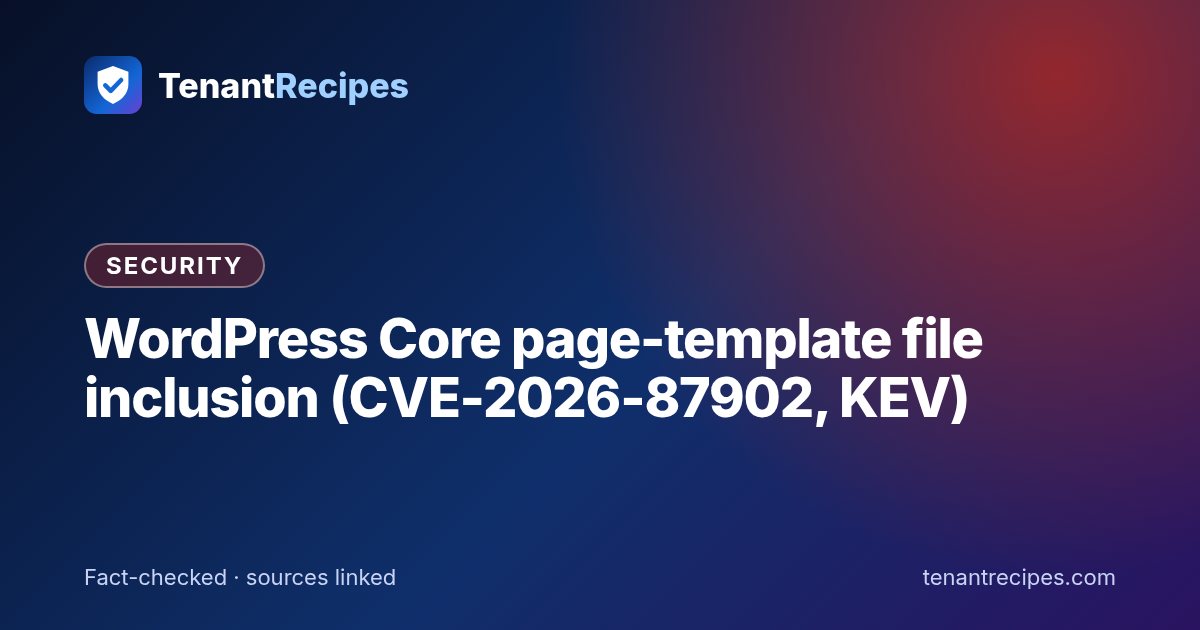 TenantRecipes
SECURITY
WordPress Core page-template file
inclusion (CVE-2026-87902, KEV)
Fact-checked · sources linked
tenantrecipes.com